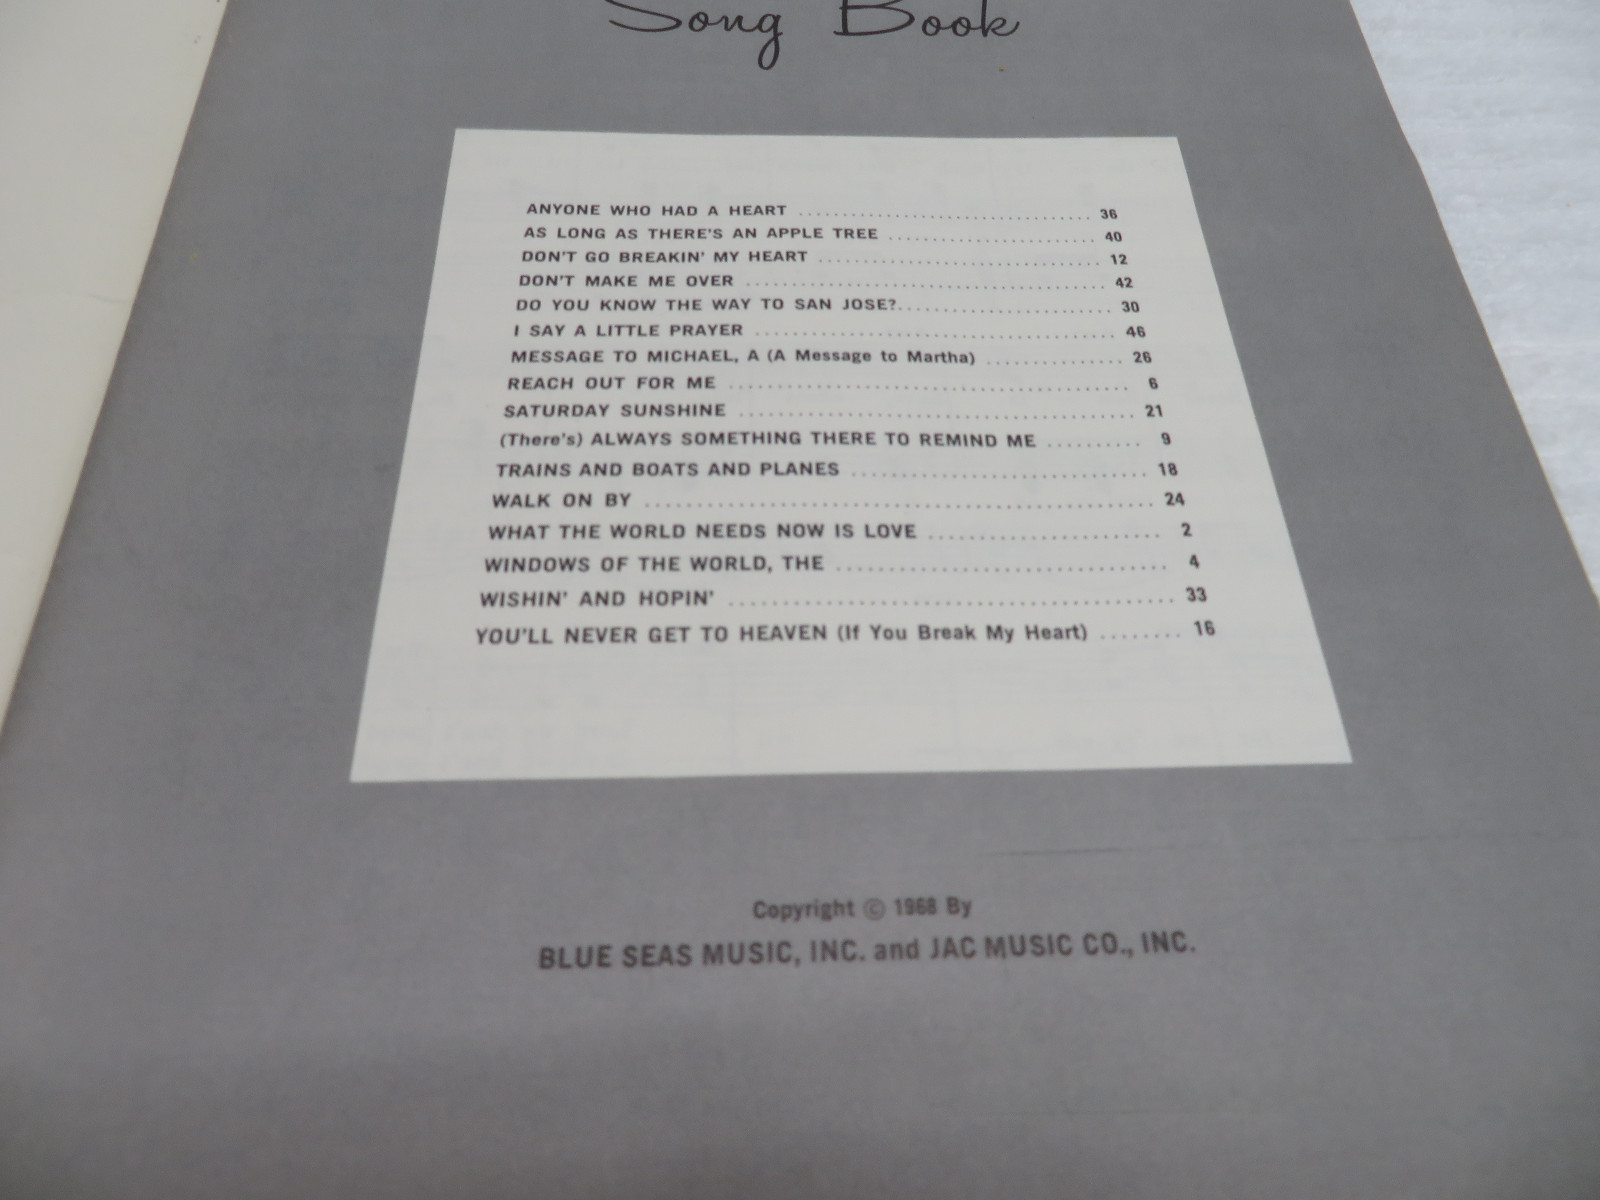 Song Book
ANYONE WHO HAD A HEART ........................................ 36
AS LONG AS THERE'S AN APPLE TREE ........................... 40
DON'T GO BREAKIN' MY HEART .................................... 12
DON'T MAKE ME OVER ............................................. 42
DO YOU KNOW THE WAY TO SAN JOSE?........................... 30
I SAY A LITTLE PRAYER ............................................. 46
MESSAGE TO MICHAEL, A (A Message to Martha) ................ 26
REACH OUT FOR ME ................................................ 6
SATURDAY SUNSHINE .............................................. 21
(There's) ALWAYS SOMETHING THERE TO REMIND ME .......... 9
TRAINS AND BOATS AND PLANES ................................. 18
WALK ON BY ....................................................... 24
WHAT THE WORLD NEEDS NOW IS LOVE ....................... 2
WINDOWS OF THE WORLD, THE ................................ 4
WISHIN' AND HOPIN' .......................................... 33
YOU'LL NEVER GET TO HEAVEN (If You Break My Heart) ........ 16
Copyright © 1968 By
BLUE SEAS MUSIC, INC. and JAC MUSIC CO., INC.